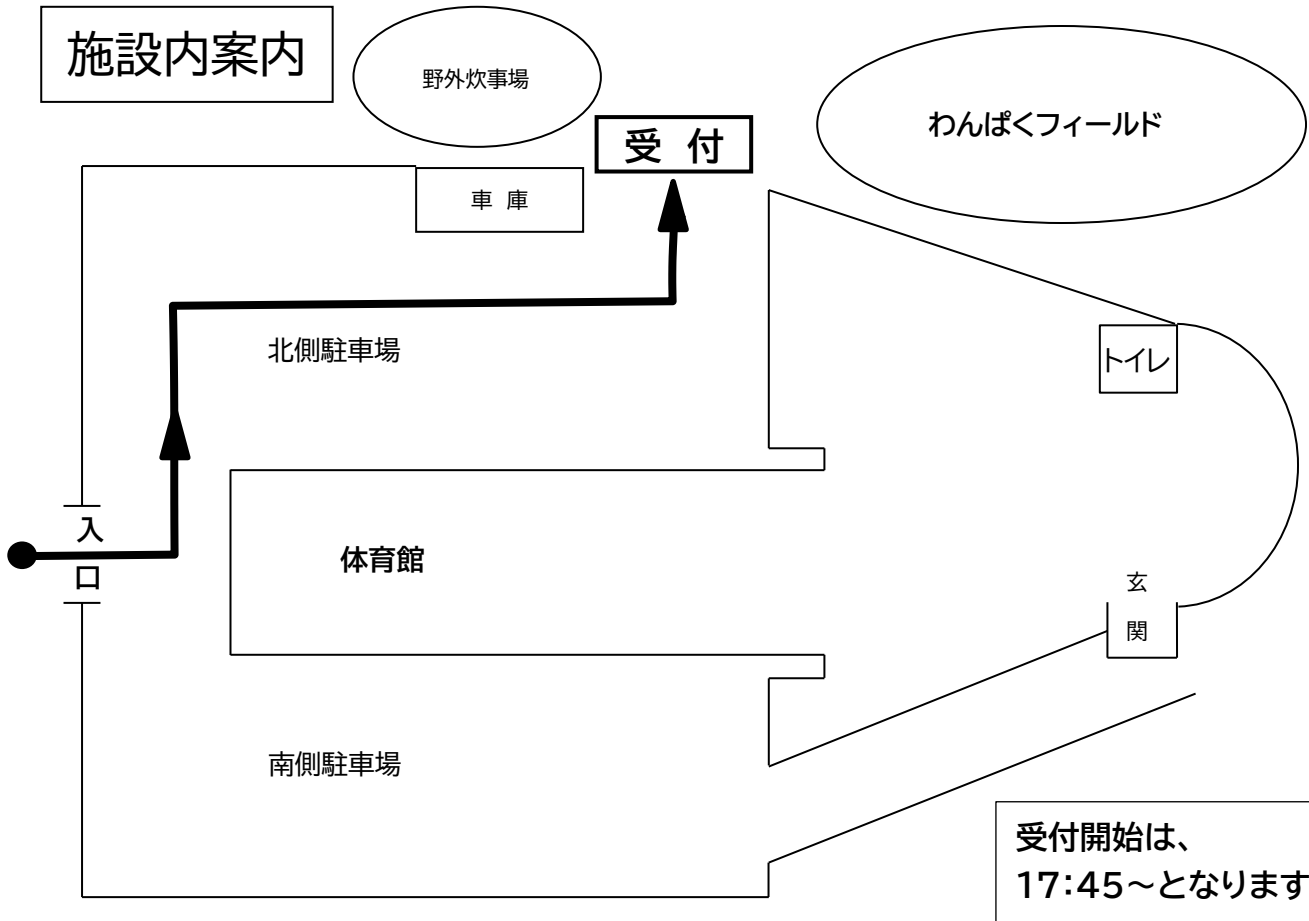 施設内案内
野外炊事場
わんぱくフィールド
受 付
車 庫
北側駐車場
トイレ
入
口
体育館
玄
関
南側駐車場
受付開始は、
17:45~となります